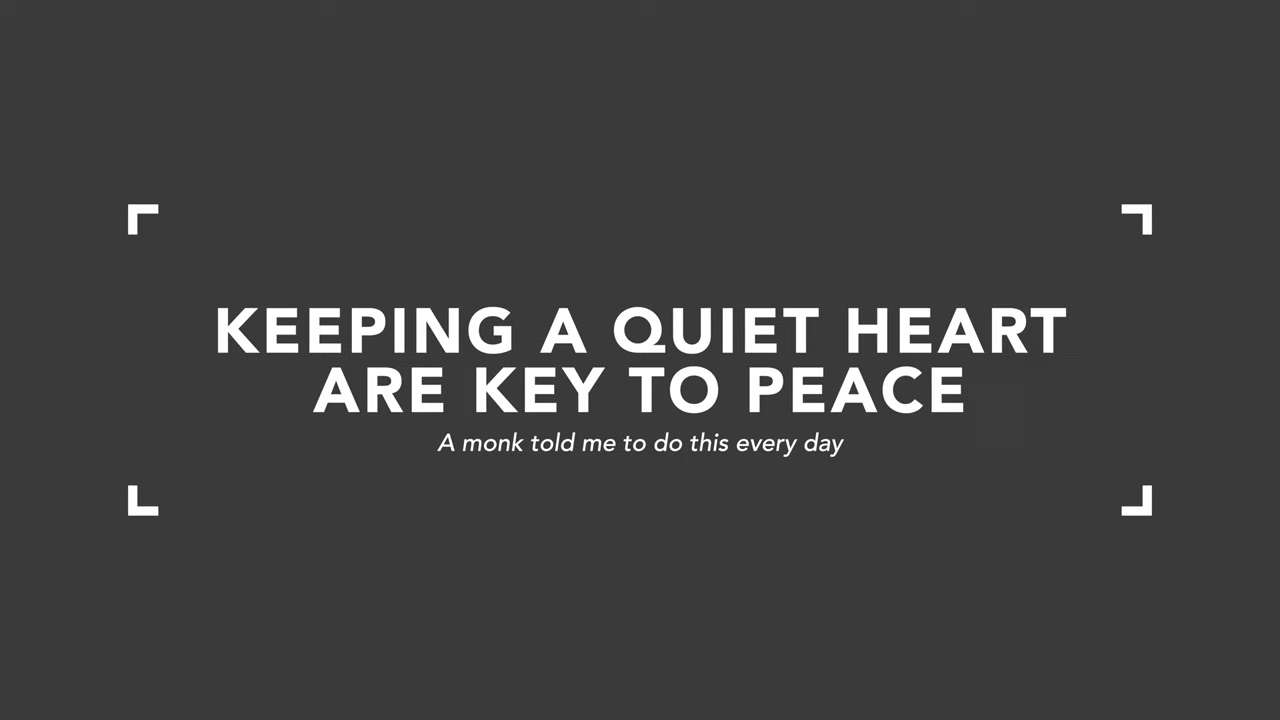 KEEPING A QUIET HEART
ARE KEY TO PEACE
A monk told me to do this every day